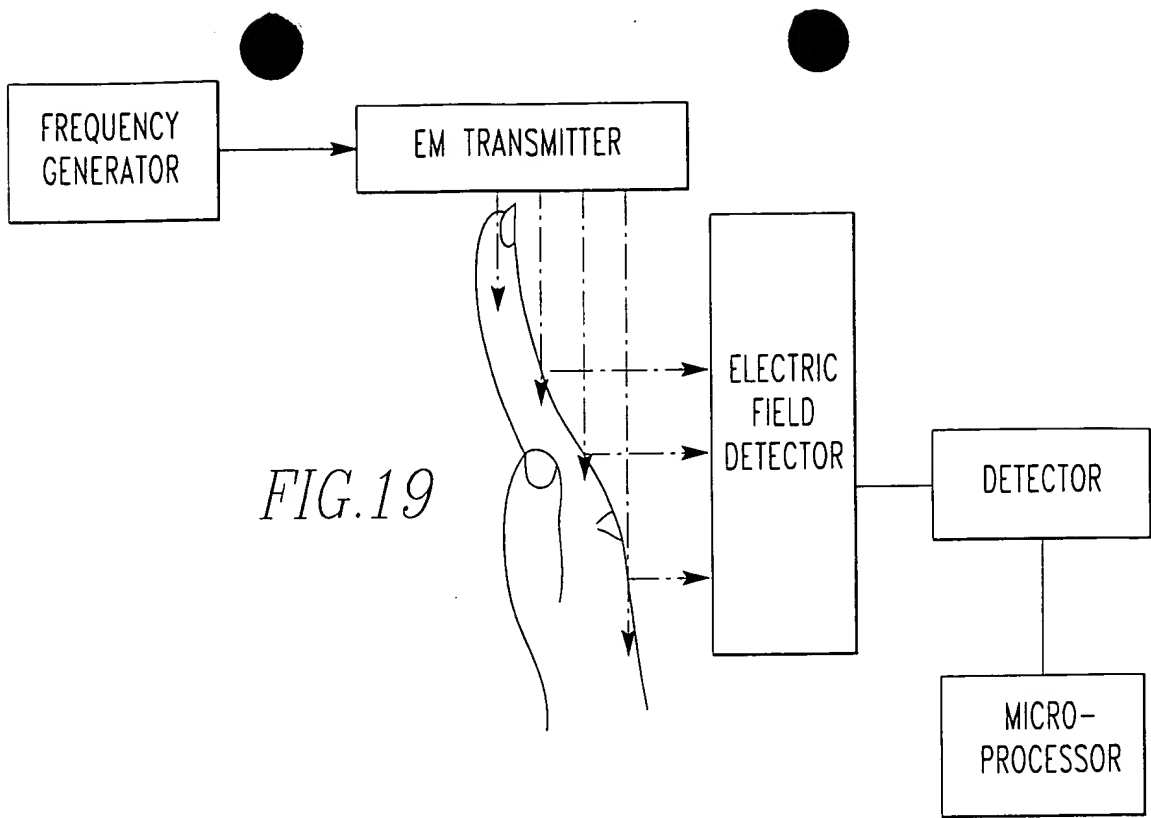 FREQUENCY
GENERATOR
EM TRANSMITTER
ELECTRIC
FIELD
DETECTOR
DETECTOR
FIG.19
MICRO-
PROCESSOR